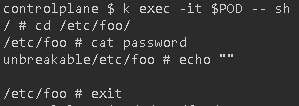 controlplane $ k exec -it $POD -- sh
/ # cd /etc/foo/
/etc/foo # cat password
unbreakable/etc/foo # echo ""

/etc/foo # exit